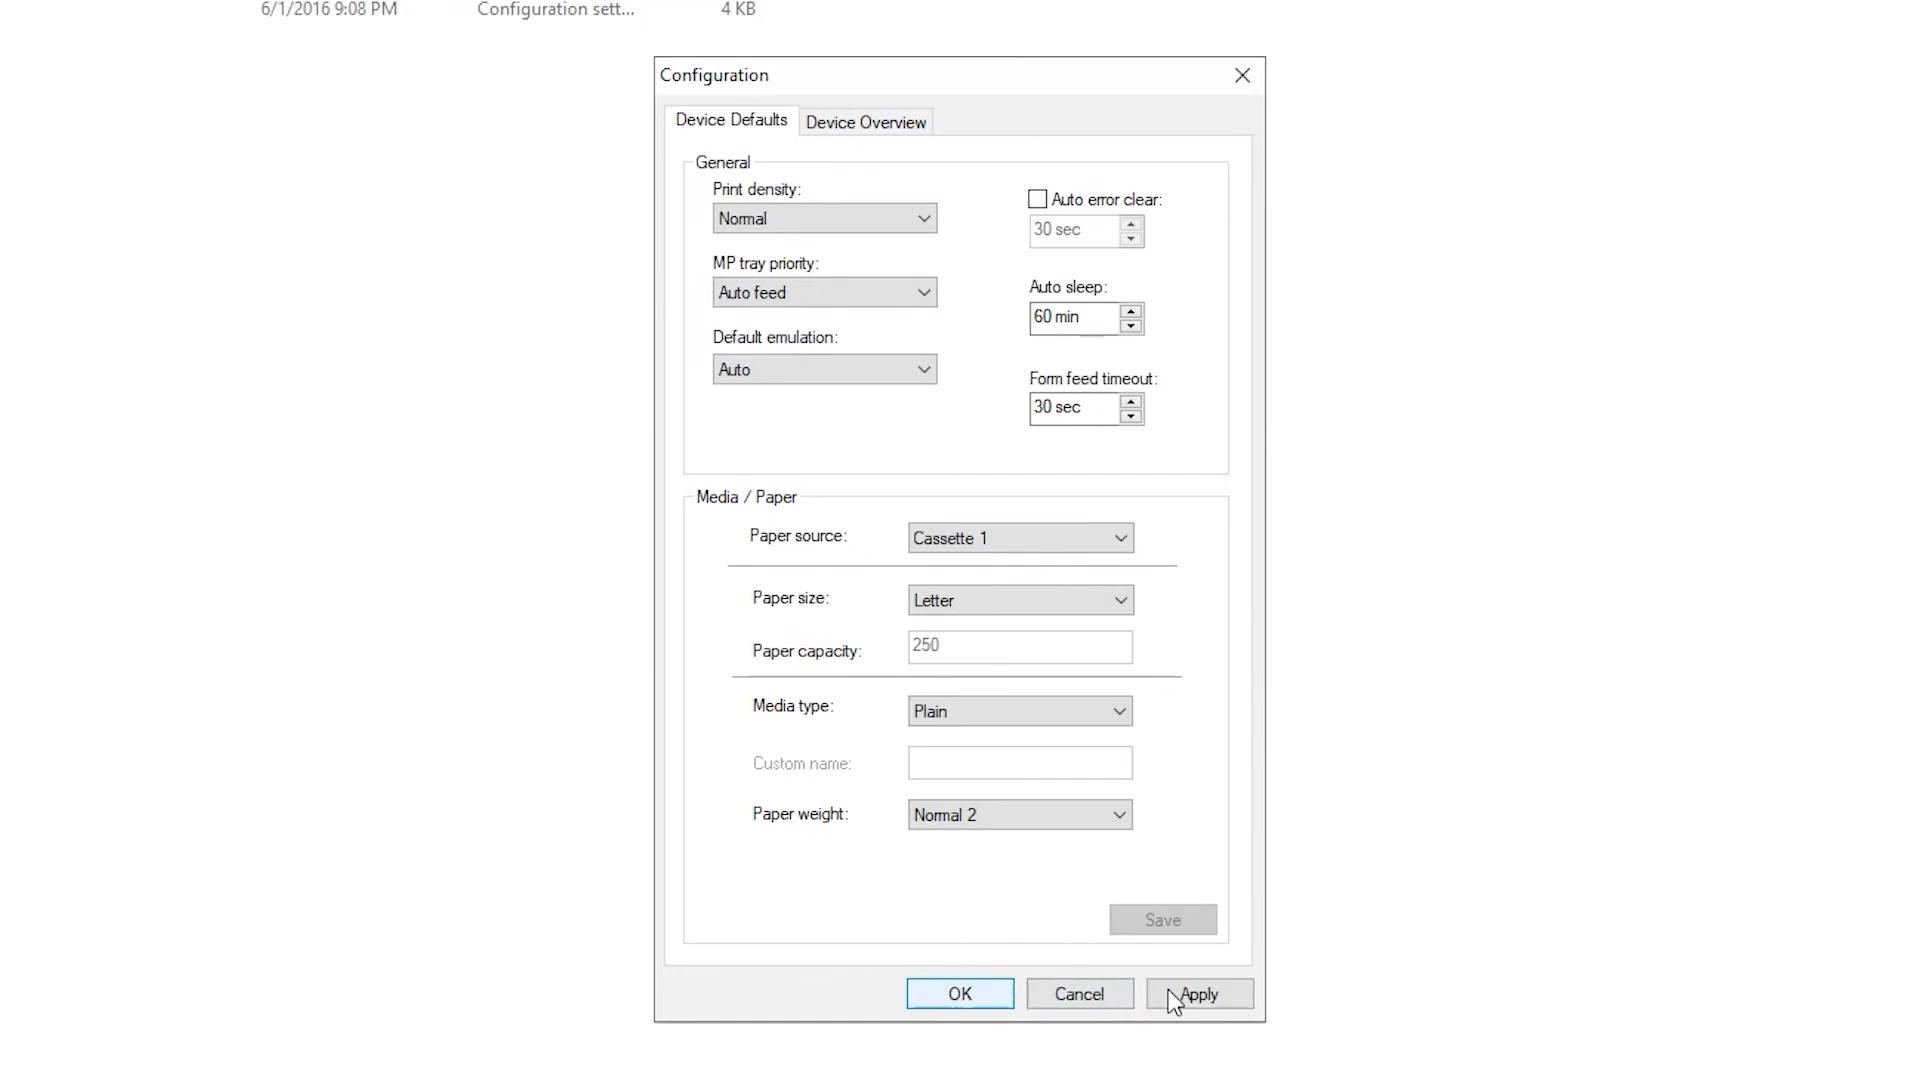 6/1/2016 9:08 PM Configuration sett... 4 KB
Configuration
Device Defaults Device Overview
General
Print density:
Normal
Auto error clear:
30 sec
MP tray priority:
Auto feed
Auto sleep:
60 min
Default emulation:
Auto
Form feed timeout:
30 sec
Media / Paper
Paper source: Cassette 1
Paper size: Letter
Paper capacity: 250
Media type: Plain
Custom name:
Paper weight: Normal 2
Save
OK Cancel Apply